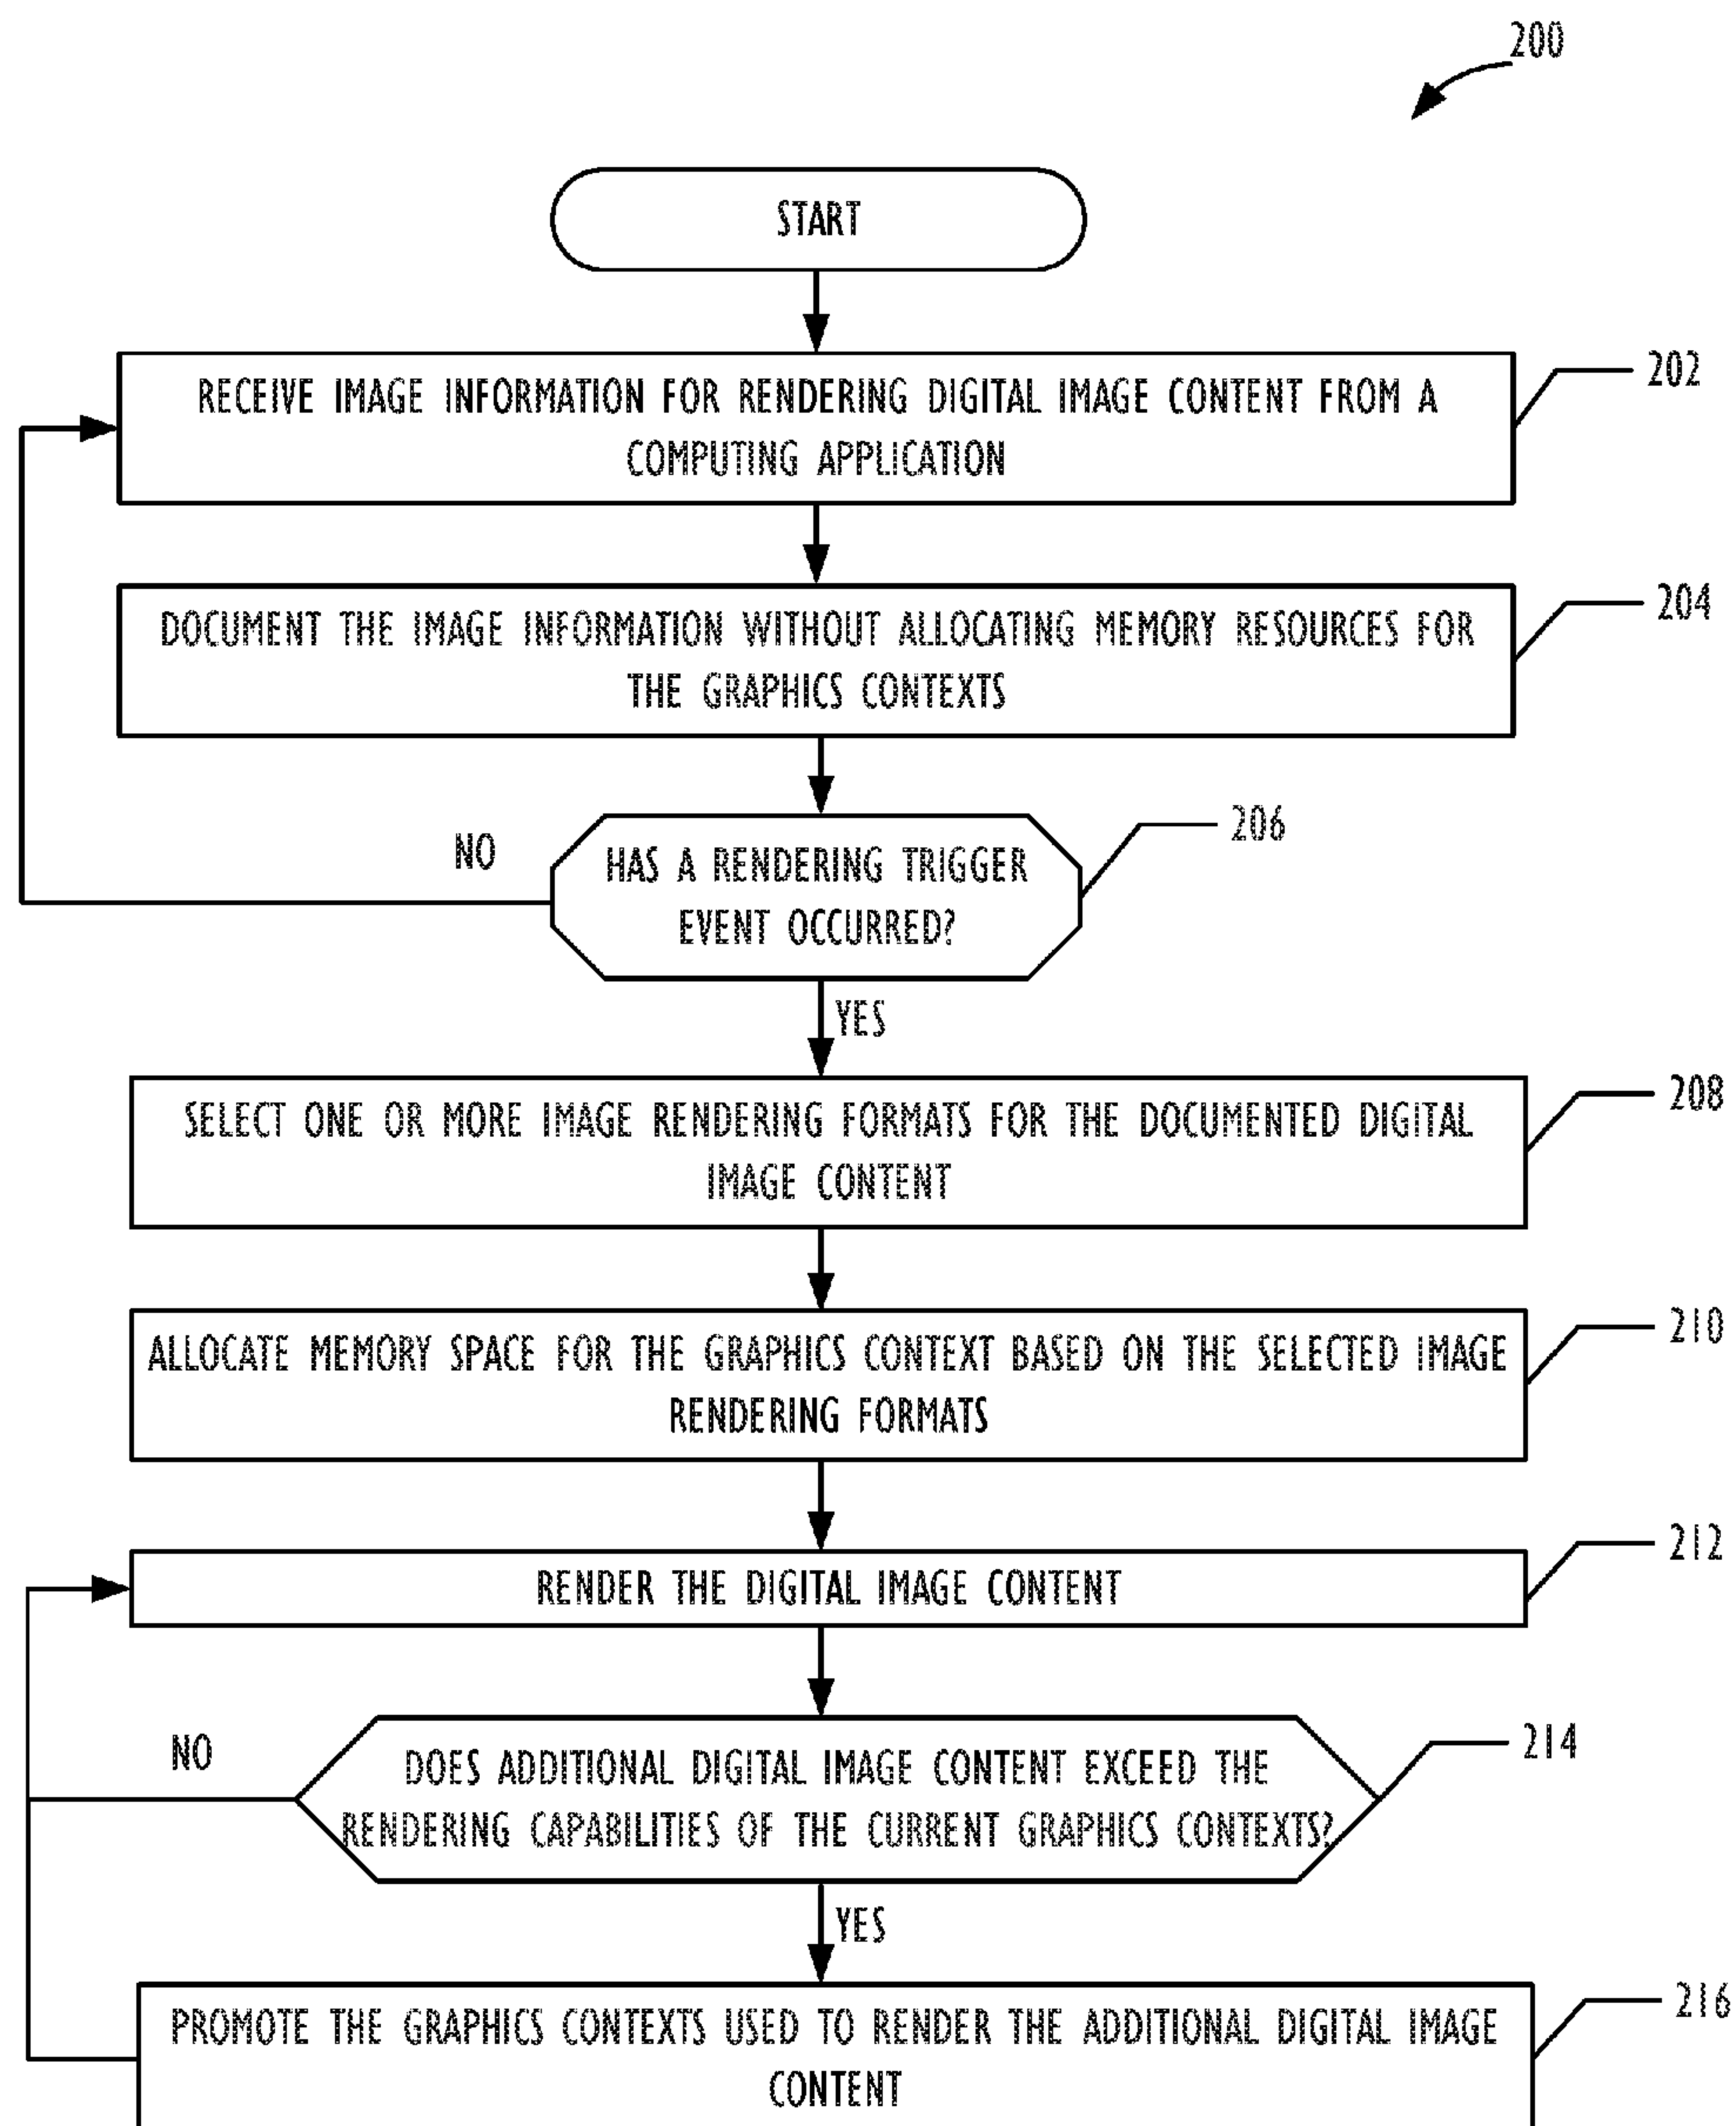 200
START
RECEIVE IMAGE INFORMATION FOR RENDERING DIGITAL IMAGE CONTENT FROM A
COMPUTING APPLICATION
202
DOCUMENT THE IMAGE INFORMATION WITHOUT ALLOCATING MEMORY RESOURCES FOR
THE GRAPHICS CONTEXTS
204
HAS A RENDERING TRIGGER
EVENT OCCURRED?
206
NO
YES
SELECT ONE OR MORE IMAGE RENDERING FORMATS FOR THE DOCUMENTED DIGITAL
IMAGE CONTENT
208
ALLOCATE MEMORY SPACE FOR THE GRAPHICS CONTEXT BASED ON THE SELECTED IMAGE
RENDERING FORMATS
210
RENDER THE DIGITAL IMAGE CONTENT
212
DOES ADDITIONAL DIGITAL IMAGE CONTENT EXCEED THE
RENDERING CAPABILITIES OF THE CURRENT GRAPHICS CONTEXTS?
214
NO
YES
PROMOTE THE GRAPHICS CONTEXTS USED TO RENDER THE ADDITIONAL DIGITAL IMAGE
CONTENT
216